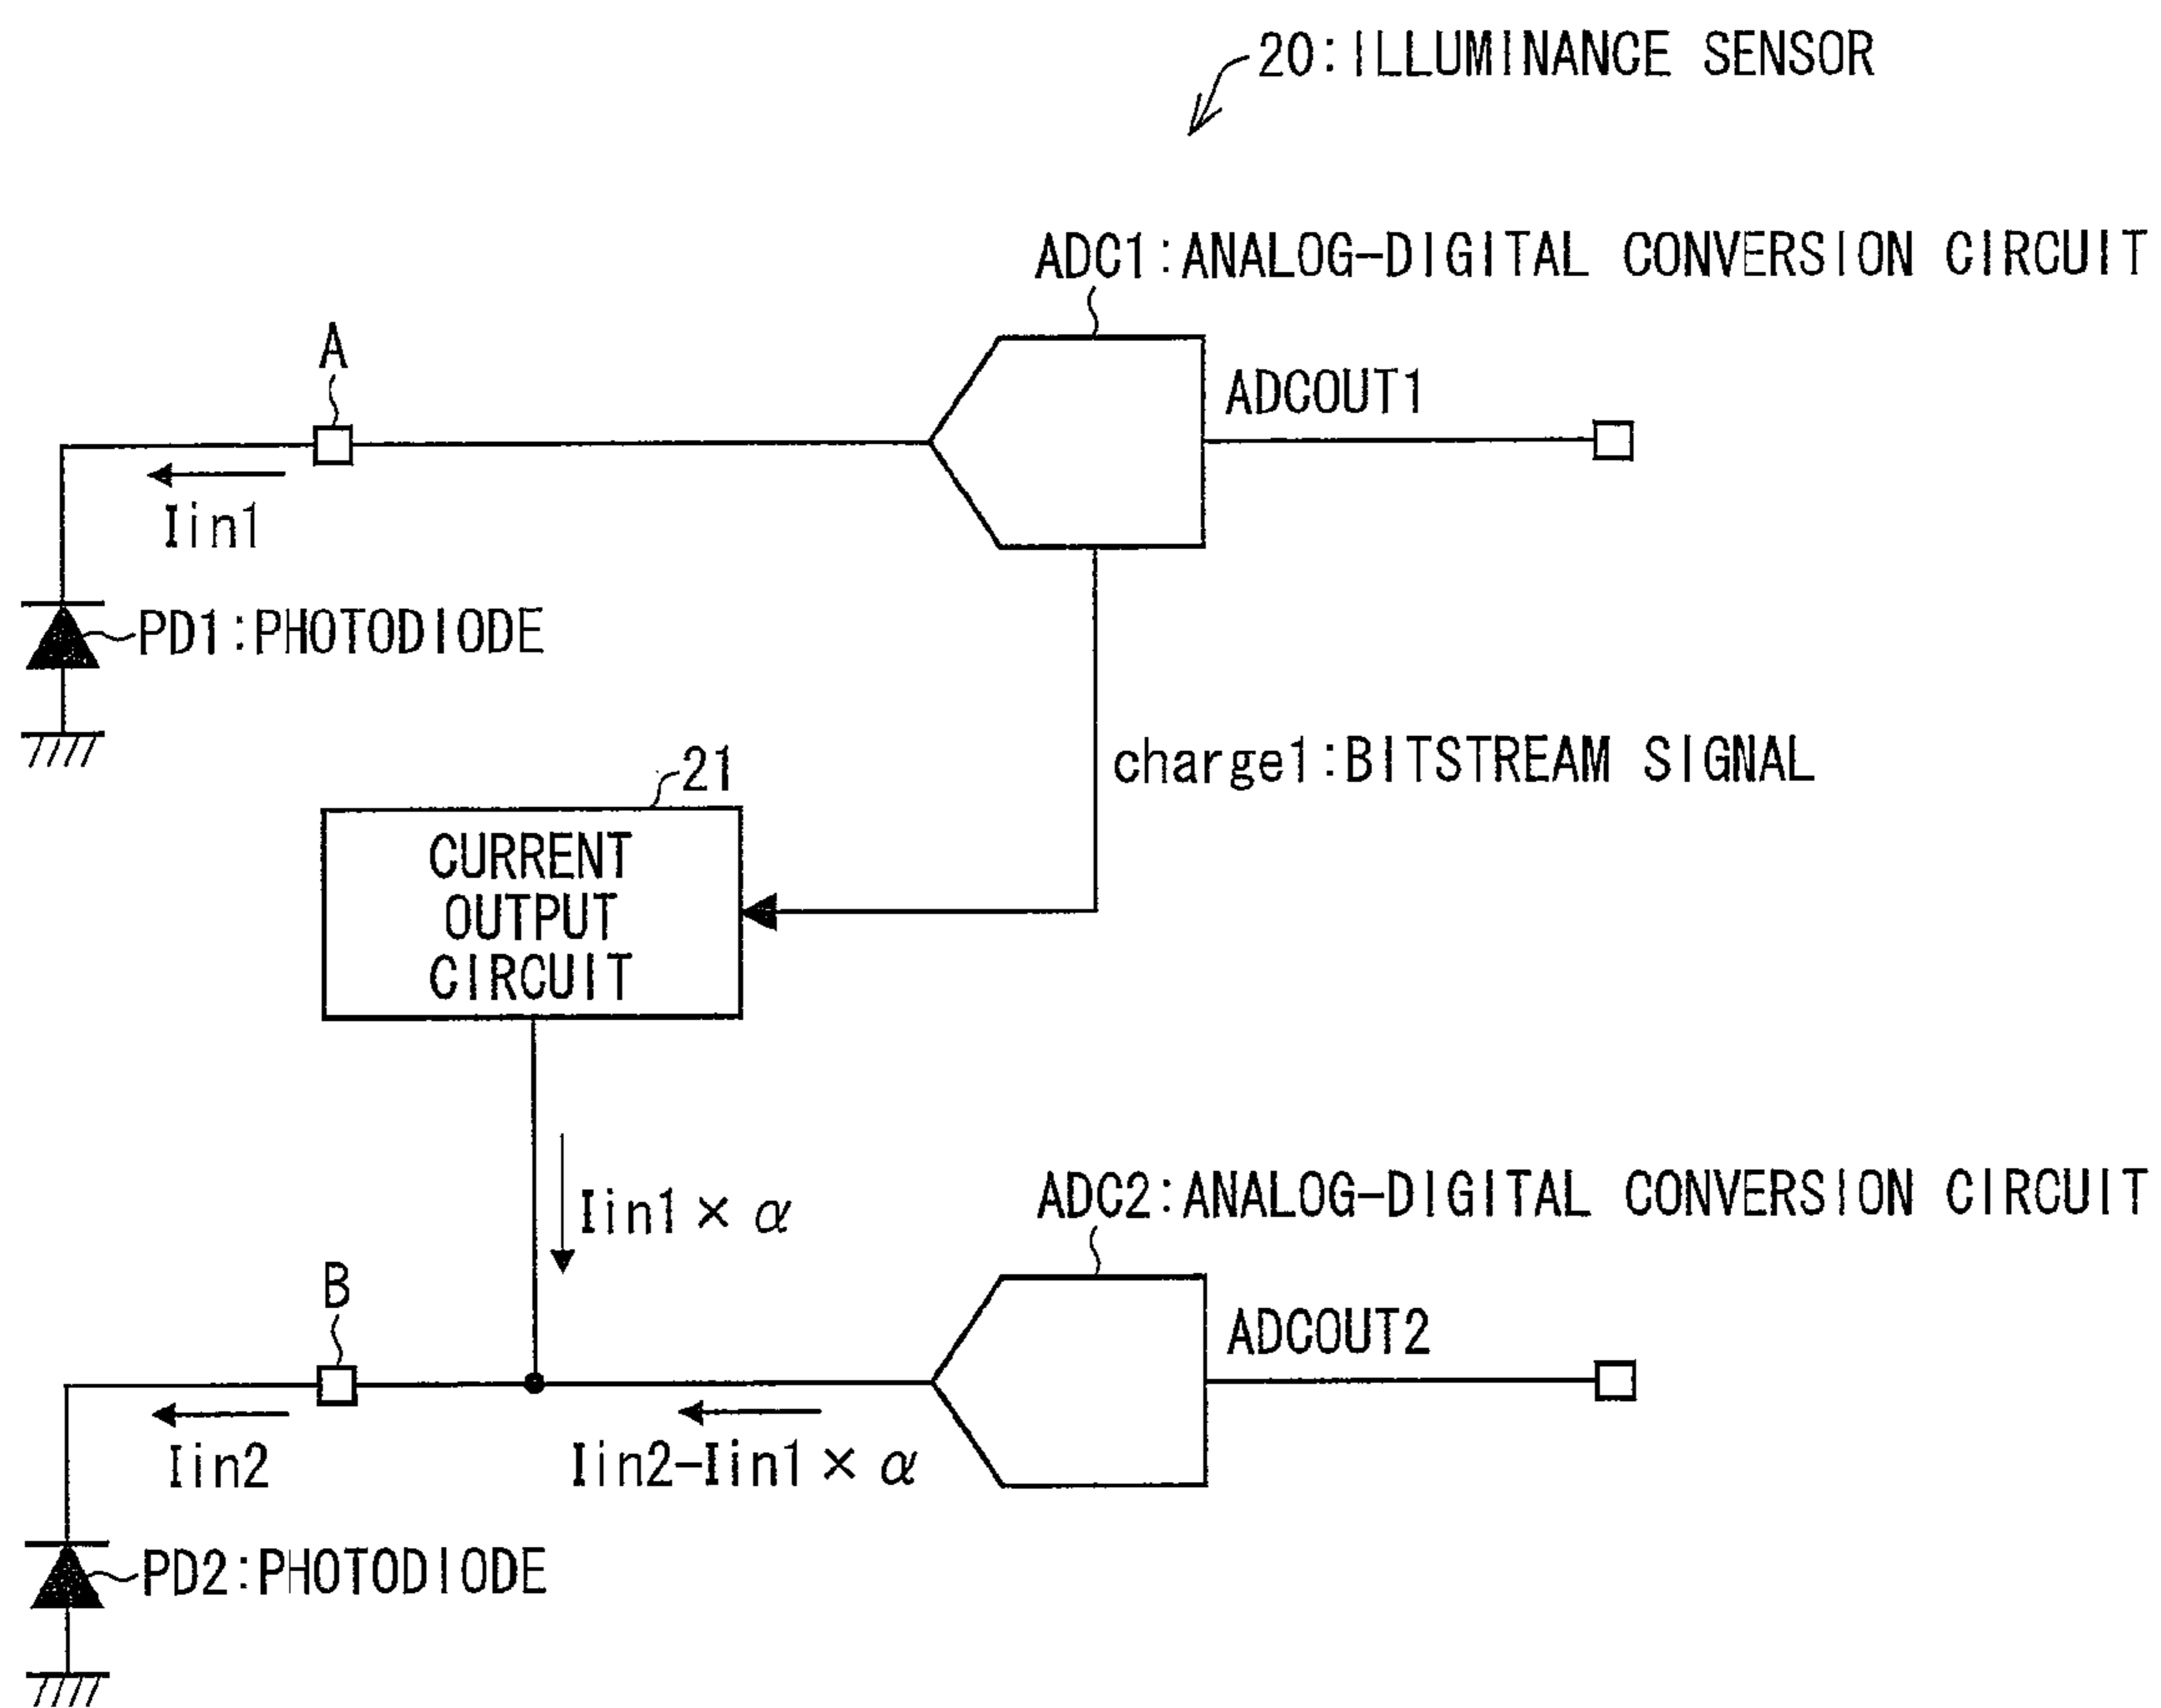 20:ILLUMINANCE SENSOR
ADC1:ANALOG-DIGITAL CONVERSION CIRCUIT
A
ADCOUT1
Iin1
PD1:PHOTODIODE
charge1:BITSTREAM SIGNAL
21
CURRENT
OUTPUT
CIRCUIT
Iin1×α
ADC2:ANALOG-DIGITAL CONVERSION CIRCUIT
B
ADCOUT2
Iin2
Iin2-Iin1×α
PD2:PHOTODIODE